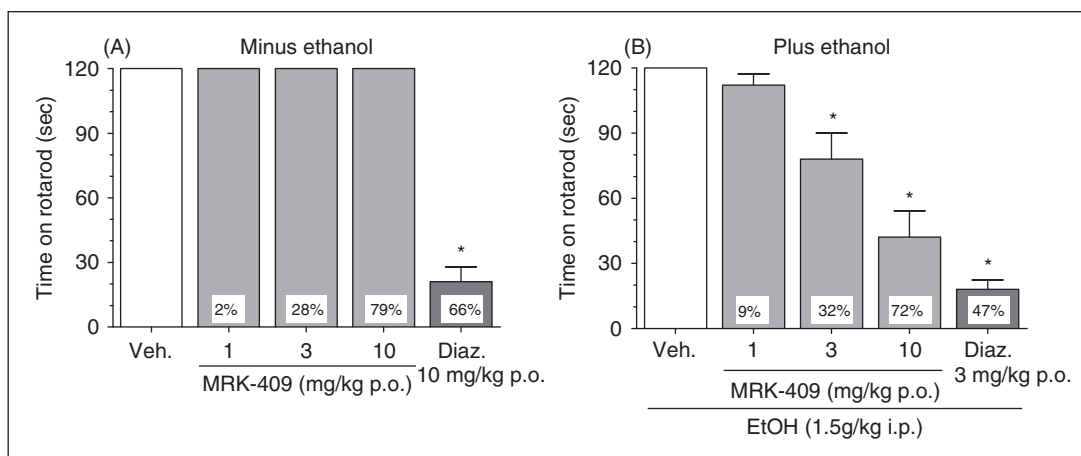 (A)
Minus ethanol
Time on rotarod (sec)
120
90
60
30
0
*
2%
28%
79%
66%
Veh.
1
3
10
Diaz.
10 mg/kg p.o.
MRK-409 (mg/kg p.o.)
(B)
Plus ethanol
Time on rotarod (sec)
120
90
60
30
0
*
*
*
9%
32%
72%
47%
Veh.
1
3
10
Diaz.
3 mg/kg p.o.
MRK-409 (mg/kg p.o.)
EtOH (1.5g/kg i.p.)